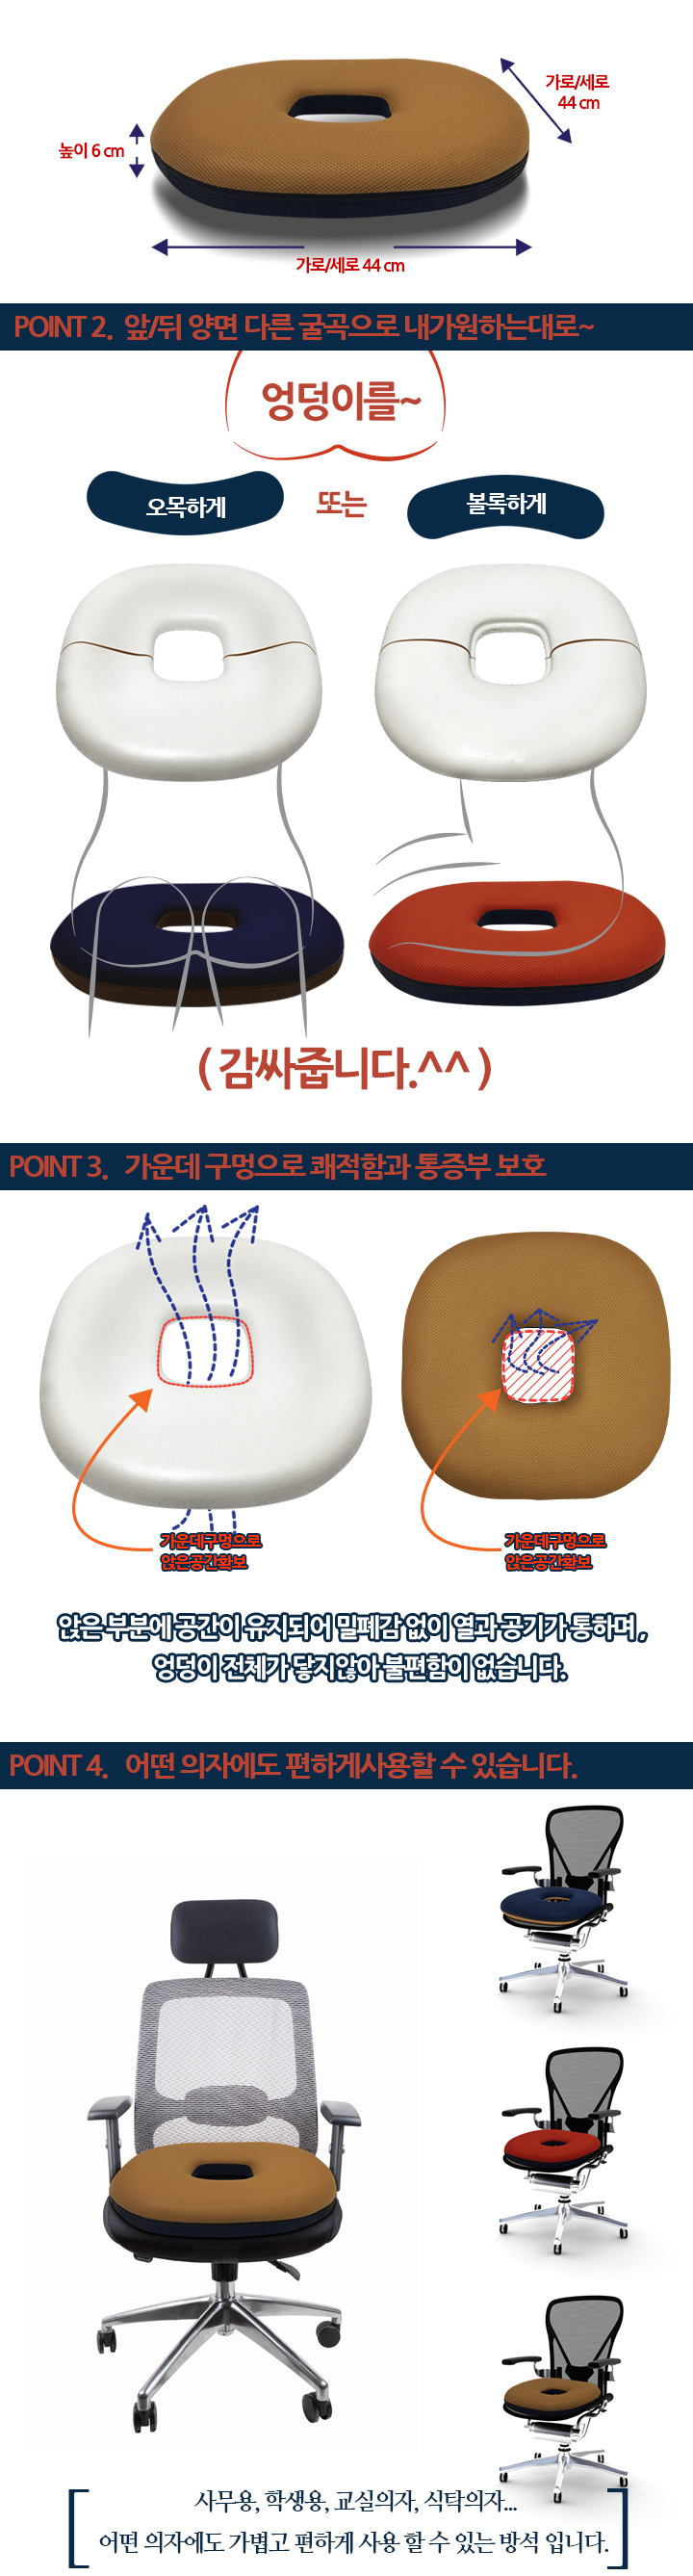 가로/세로
44 cm
높이 6 cm
가로/세로 44 cm
POINT 2. 앞/뒤 양면 다른 굴곡으로 내가원하는대로~
엉덩이를~
오목하게
또는
볼록하게
( 감싸줍니다.^^ )
POINT 3. 가운데 구멍으로 쾌적함과 통증부 보호
가운데구멍으로
앉은공간확보
가운데구멍으로
앉은공간확보
앉은 부분에 공간이 유지되어 밀폐감 없이 열과 공기가 통하며 ,
엉덩이 전체가 닿지않아 불편함이 없습니다.
POINT 4. 어떤 의자에도 편하게사용할 수 있습니다.
사무용, 학생용, 교실의자, 식탁의자...
어떤 의자에도 가볍고 편하게 사용 할 수 있는 방석 입니다.